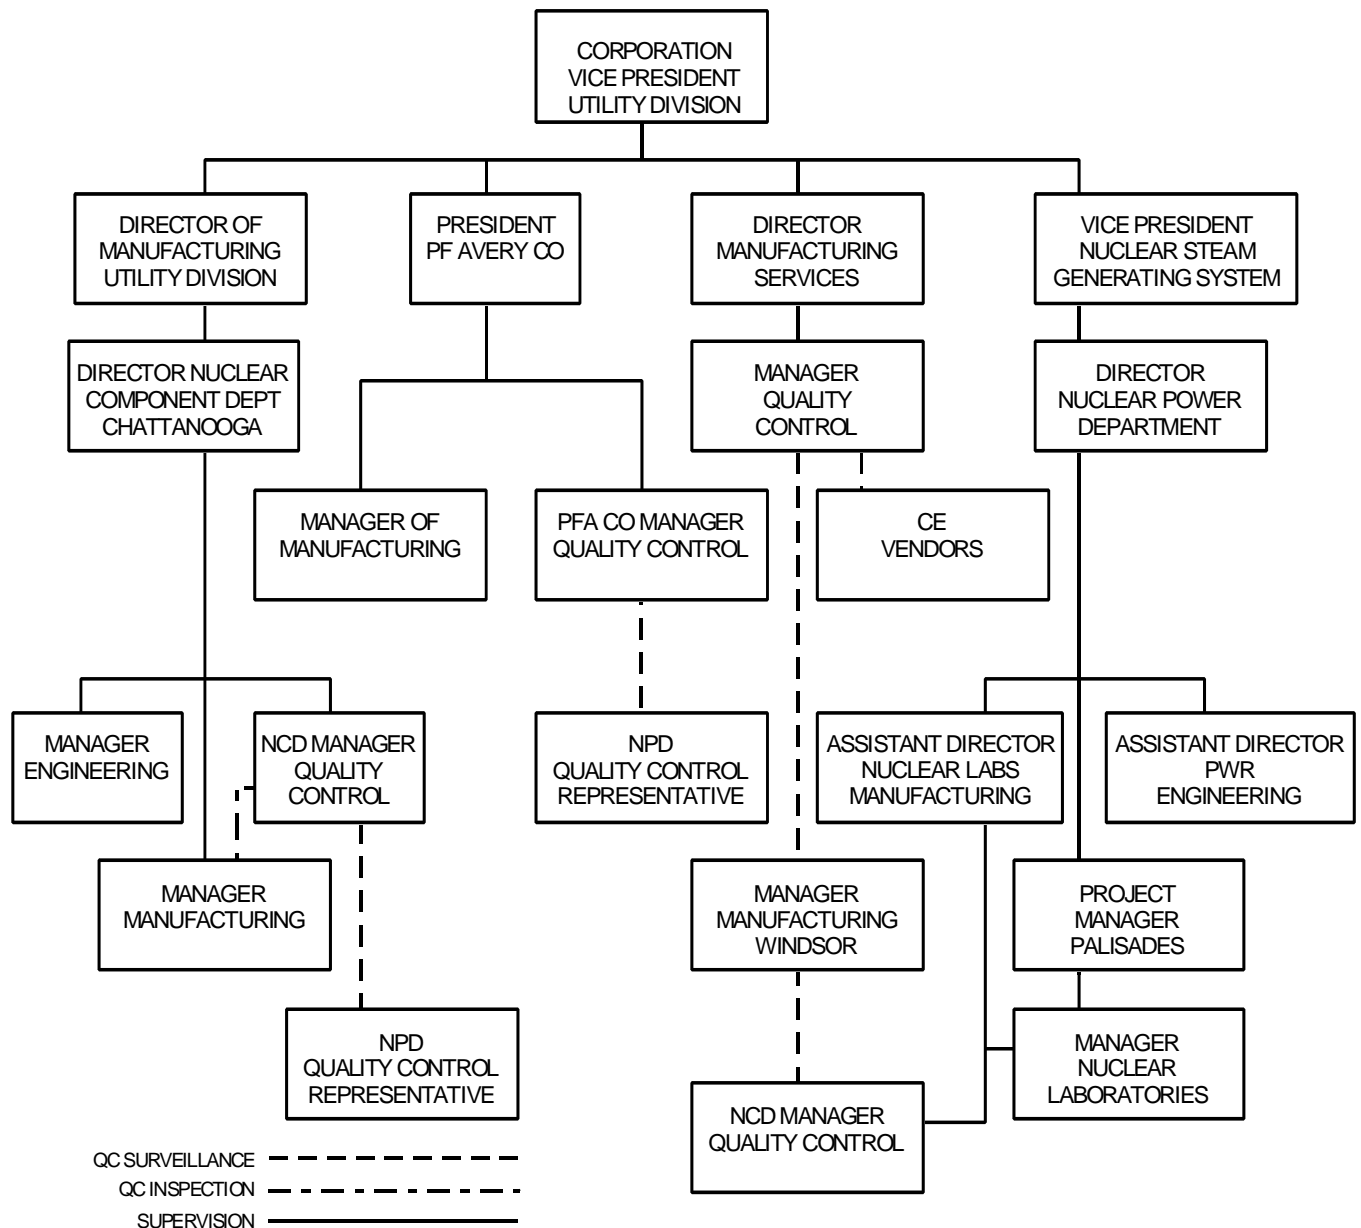 CORPORATION
VICE PRESIDENT
UTILITY DIVISION
DIRECTOR OF
MANUFACTURING
UTILITY DIVISION
PRESIDENT
PF AVERY CO
DIRECTOR
MANUFACTURING
SERVICES
VICE PRESIDENT
NUCLEAR STEAM
GENERATING SYSTEM
DIRECTOR NUCLEAR
COMPONENT DEPT
CHATTANOOGA
MANAGER
QUALITY
CONTROL
DIRECTOR
NUCLEAR POWER
DEPARTMENT
MANAGER OF
MANUFACTURING
PFA CO MANAGER
QUALITY CONTROL
CE
VENDORS
MANAGER
ENGINEERING
NCD MANAGER
QUALITY
CONTROL
NPD
QUALITY CONTROL
REPRESENTATIVE
ASSISTANT DIRECTOR
NUCLEAR LABS
MANUFACTURING
ASSISTANT DIRECTOR
PWR
ENGINEERING
MANAGER
MANUFACTURING
MANAGER
MANUFACTURING
WINDSOR
PROJECT
MANAGER
PALISADES
NPD
QUALITY CONTROL
REPRESENTATIVE
MANAGER
NUCLEAR
LABORATORIES
NCD MANAGER
QUALITY CONTROL
QC SURVEILLANCE
QC INSPECTION
SUPERVISION